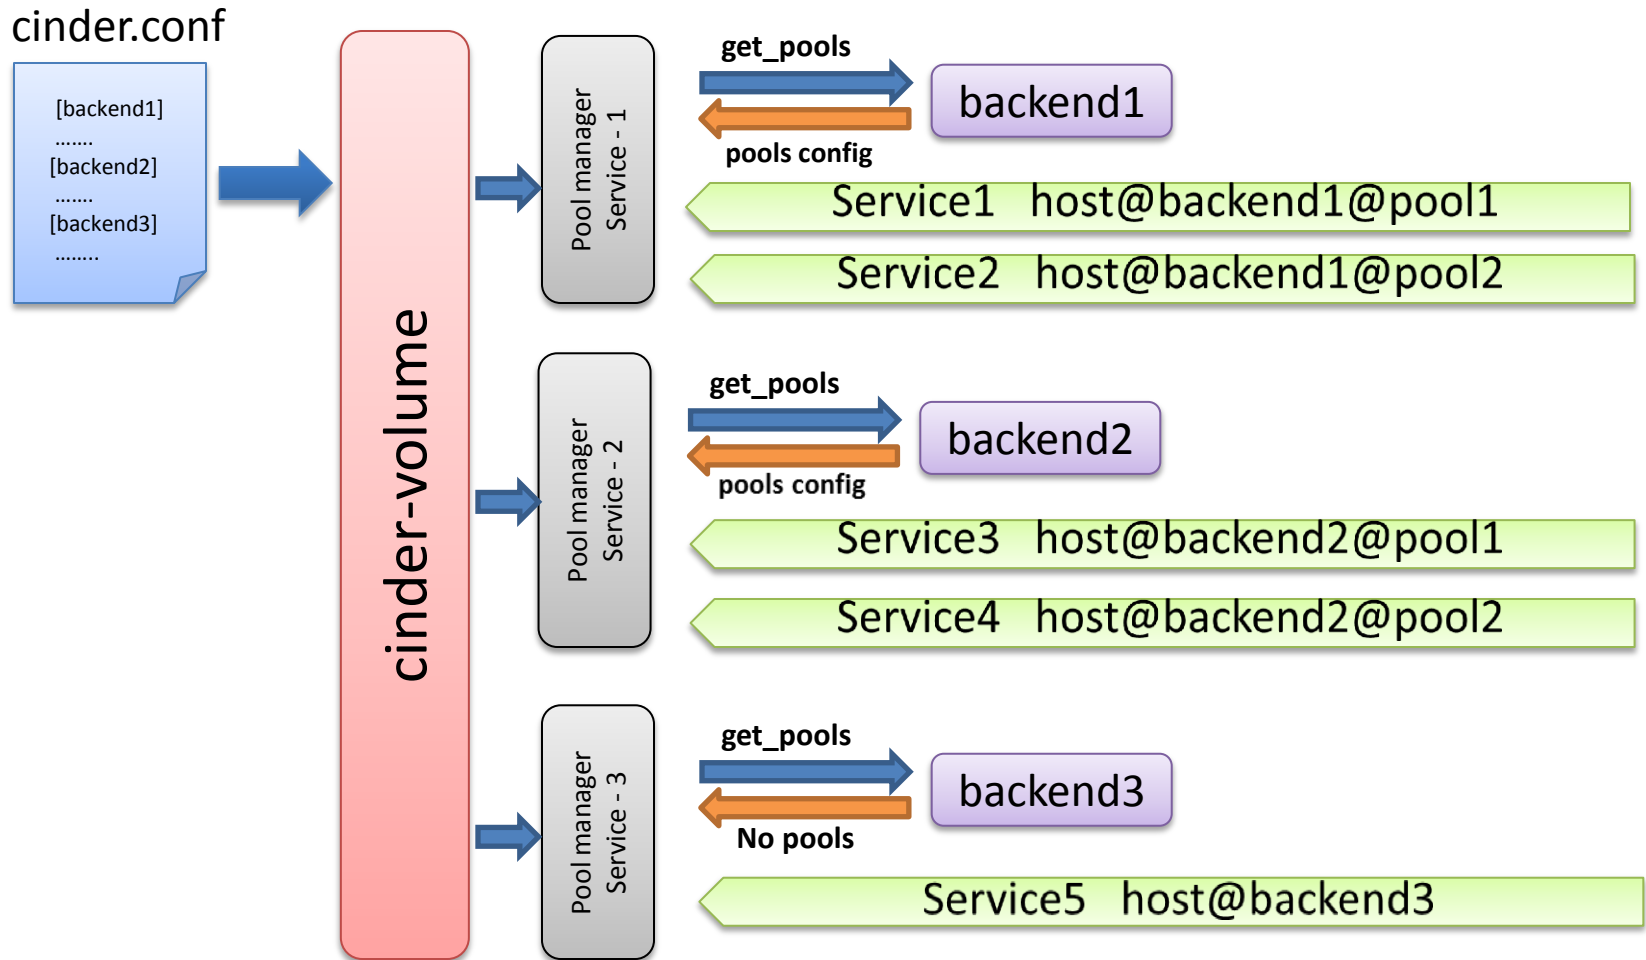 cinder.conf
[backend1]
.......
[backend2]
.......
[backend3]
........
cinder-volume
Pool manager
Service - 1
get_pools
backend1
pools config
Service1 host@backend1@pool1
Service2 host@backend1@pool2
Pool manager
Service - 2
get_pools
backend2
pools config
Service3 host@backend2@pool1
Service4 host@backend2@pool2
Pool manager
Service - 3
get_pools
backend3
No pools
Service5 host@backend3